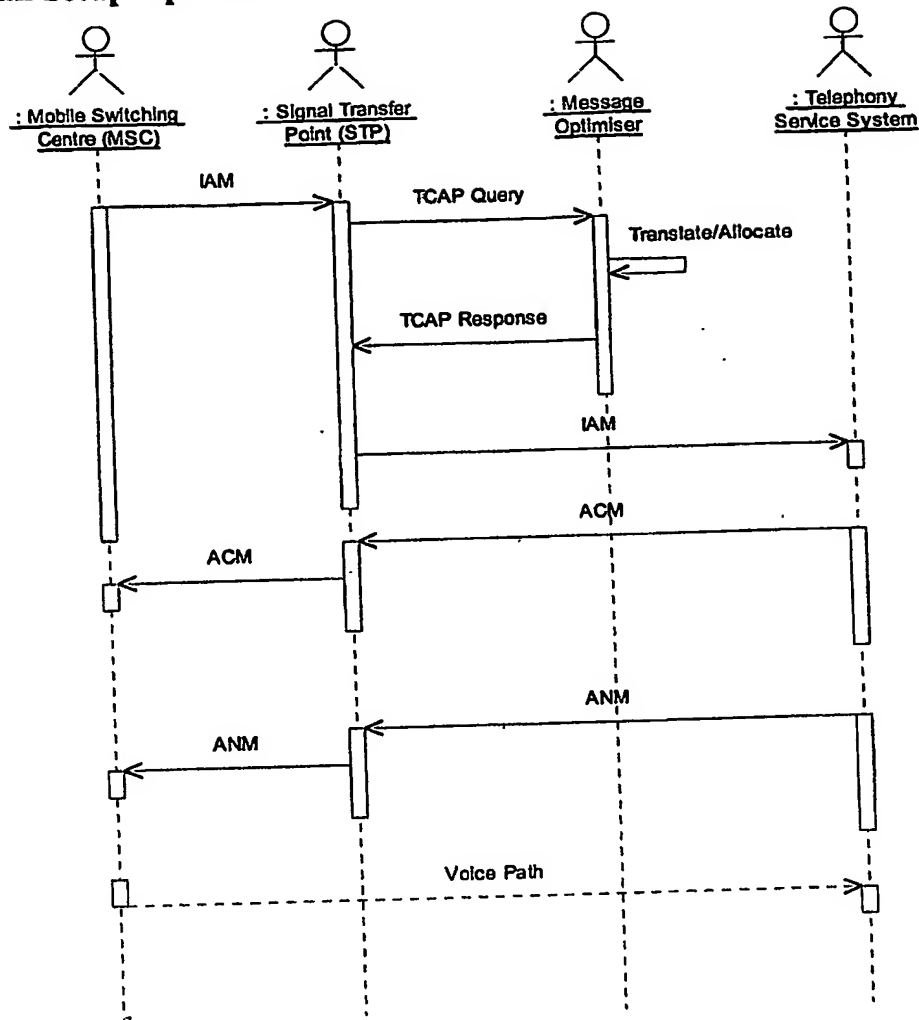 : Mobile Switching
Centre (MSC)
: Signal Transfer
Point (STP)
: Message
Optimiser
: Telephony
Service System
IAM
TCAP Query
Translate/Allocate
TCAP Response
IAM
ACM
ACM
ANM
ANM
Voice Path